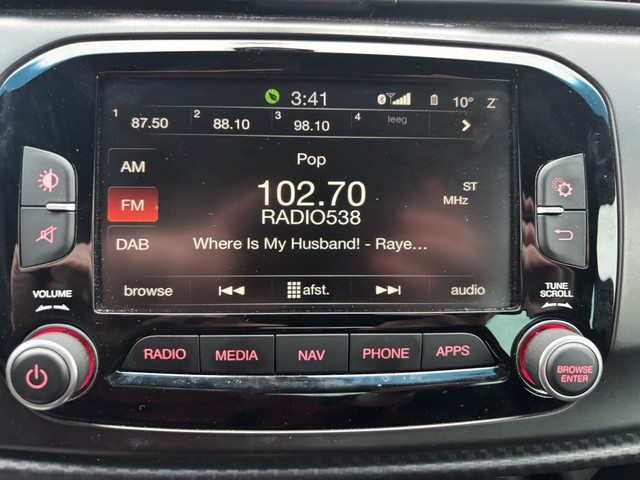 3:41 10° Z
1 87.50 2 88.10 3 98.10 4 leeg
Pop
AM
102.70 ST MHz
FM
RADIO538
DAB Where Is My Husband! - Raye...
browse afst. audio
VOLUME
TUNE SCROLL
RADIO MEDIA NAV PHONE APPS
BROWSE ENTER